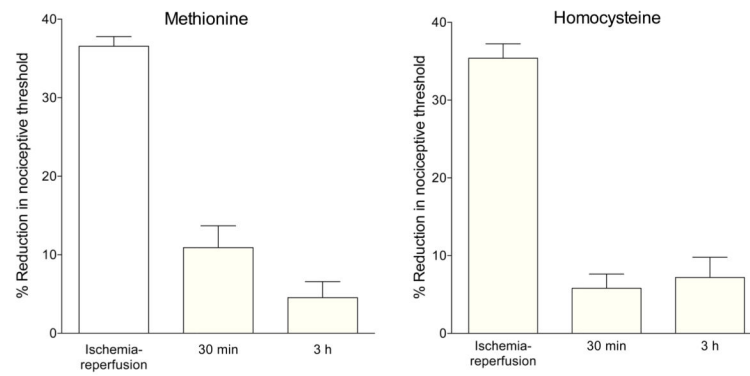 Methionine
% Reduction in nociceptive threshold
40
30
20
10
0
Ischemia-
reperfusion
30 min
3 h
Homocysteine
% Reduction in nociceptive threshold
40
30
20
10
0
Ischemia-
reperfusion
30 min
3 h